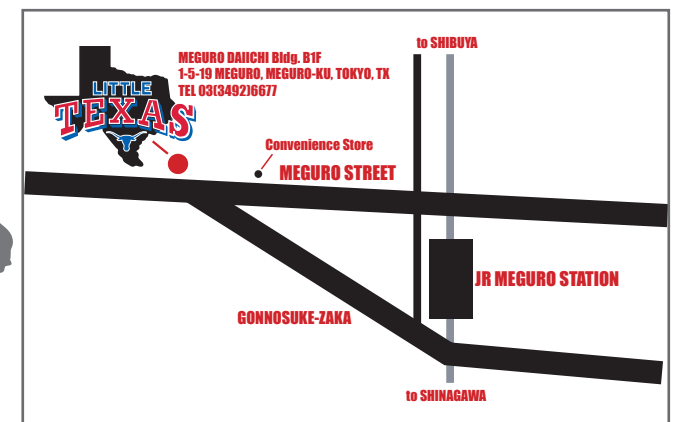 to SHIBUYA
MEGURO DAIICHI Bldg. B1F
1-5-19 MEGURO, MEGURO-KU, TOKYO, TX
TEL 03(3492)6677
LITTLE
TEXAS
Convenience Store
MEGURO STREET
JR MEGURO STATION
GONNOSUKE-ZAKA
to SHINAGAWA